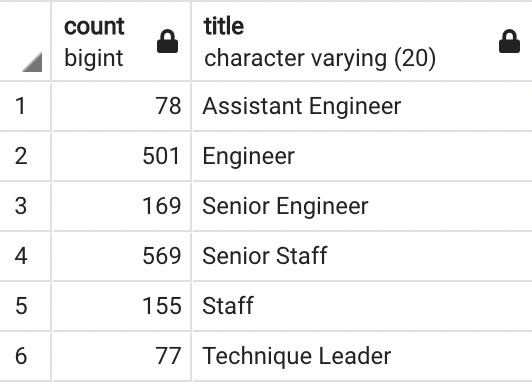 count title
bigint character varying (20)
1 78 Assistant Engineer
2 501 Engineer
3 169 Senior Engineer
4 569 Senior Staff
5 155 Staff
6 77 Technique Leader